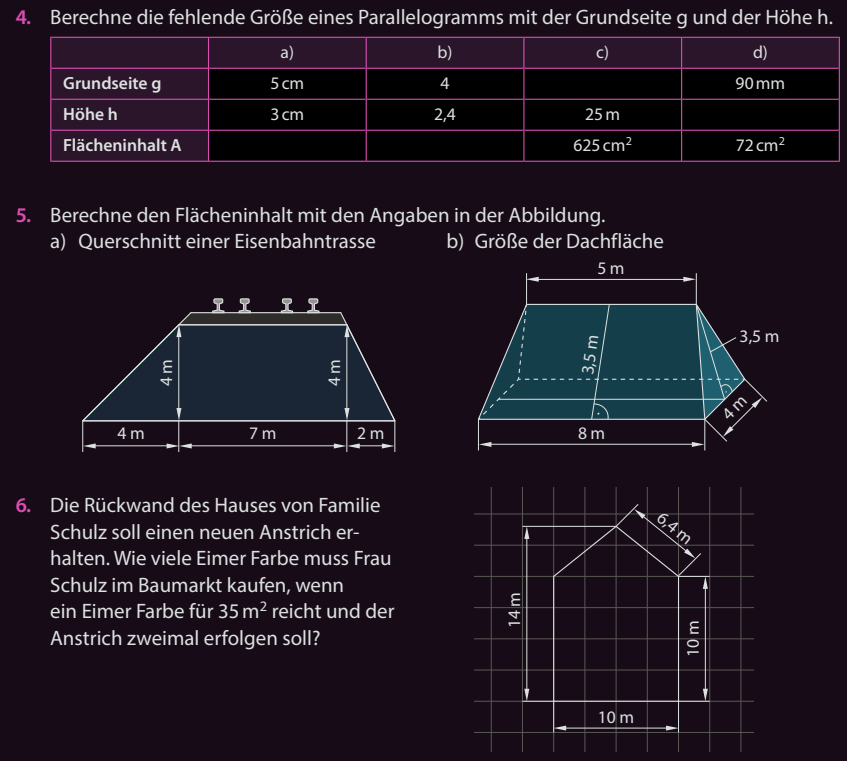 4. Berechne die fehlende Größe eines Parallelogramms mit der Grundseite g und der Höhe h.
a) b) c) d)
Grundseite g 5 cm 4 90 mm
Höhe h 3 cm 2,4 25 m
Flächeninhalt A 625 cm² 72 cm²
5. Berechne den Flächeninhalt mit den Angaben in der Abbildung.
a) Querschnitt einer Eisenbahntrasse b) Größe der Dachfläche
4 m
4 m
4 m 7 m 2 m
5 m
3,5 m
3,5 m
4 m
8 m
6. Die Rückwand des Hauses von Familie
Schulz soll einen neuen Anstrich er-
halten. Wie viele Eimer Farbe muss Frau
Schulz im Baumarkt kaufen, wenn
ein Eimer Farbe für 35 m² reicht und der
Anstrich zweimal erfolgen soll?
6,4 m
14 m
10 m
10 m